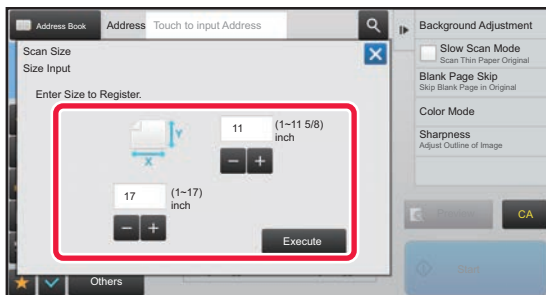 Address Book
Address
Touch to input Address
Background Adjustment
Scan Size
Size Input
Slow Scan Mode
Scan Thin Paper Original
Enter Size to Register.
Blank Page Skip
Skip Blank Page in Original
Color Mode
Sharpness
Adjust Outline of Image
Y
X
11
(1~11 5/8)
inch
− +
17
(1~17)
inch
− +
Execute
CA
Start
Others